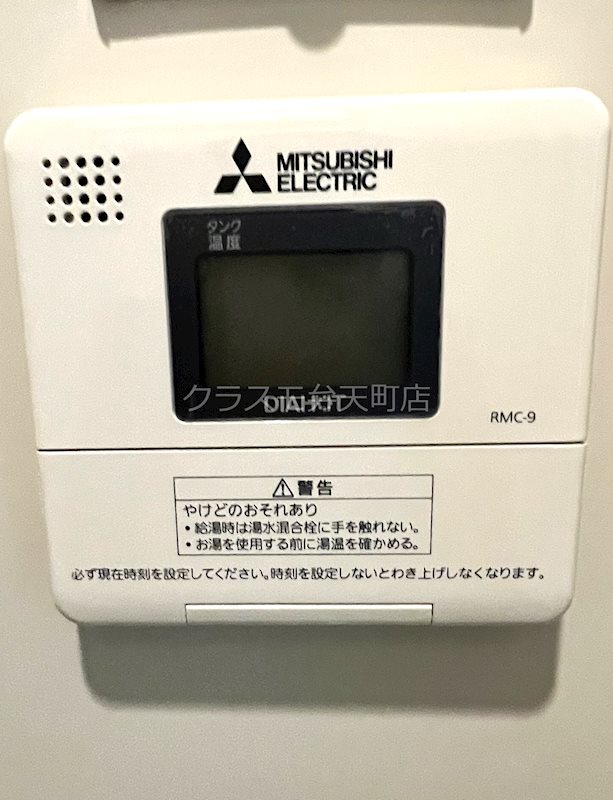 MITSUBISHI
ELECTRIC
タンク
温度
DIAHOT
クラスモ台天町店
RMC-9
警告
やけどのおそれあり
・給湯時は湯水混合栓に手を触れない。
・お湯を使用する前に湯温を確かめる。
必ず現在時刻を設定してください。時刻を設定しないとわき上げしなくなります。